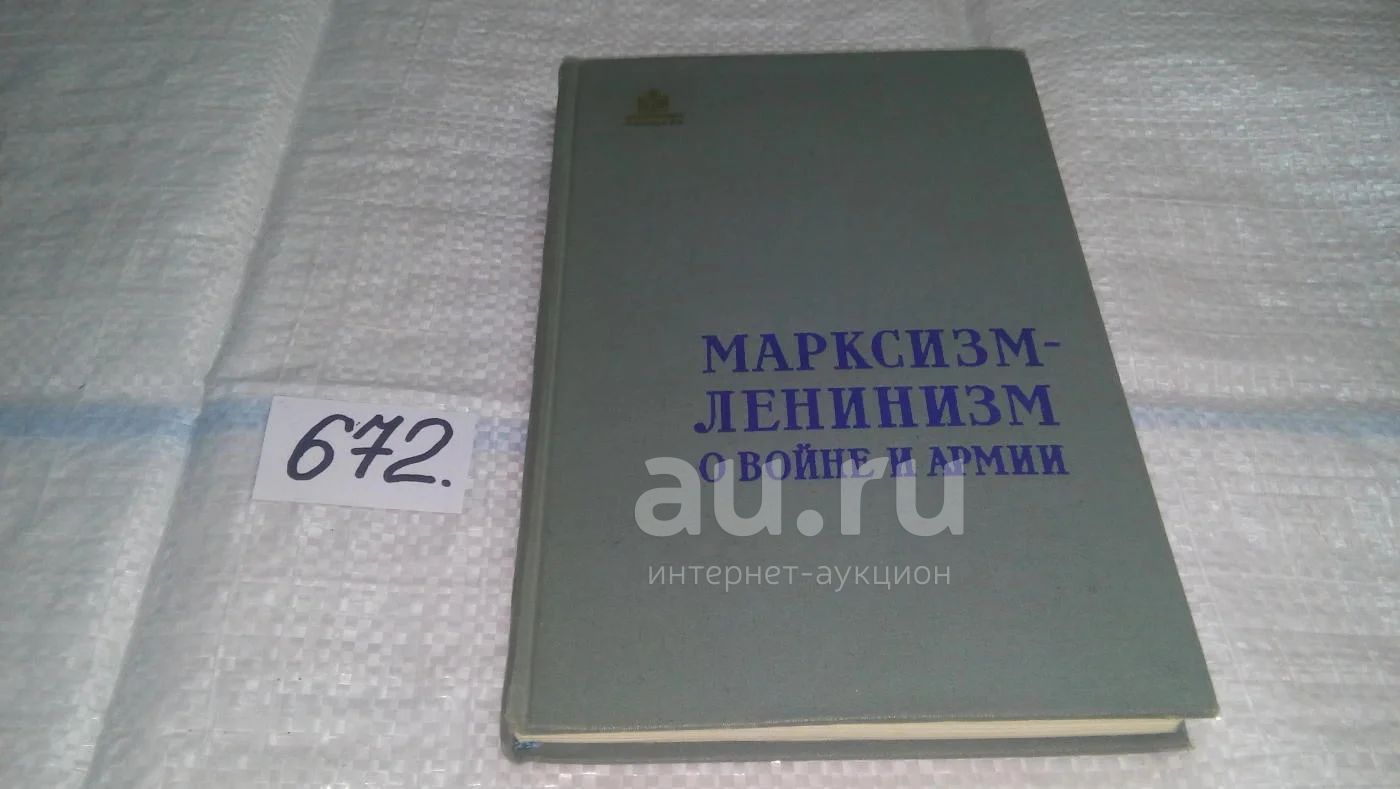 МАРКСИЗМ-
ЛЕНИНИЗМ
О ВОЙНЕ И АРМИИ
672.
au.ru
интернет-аукцион